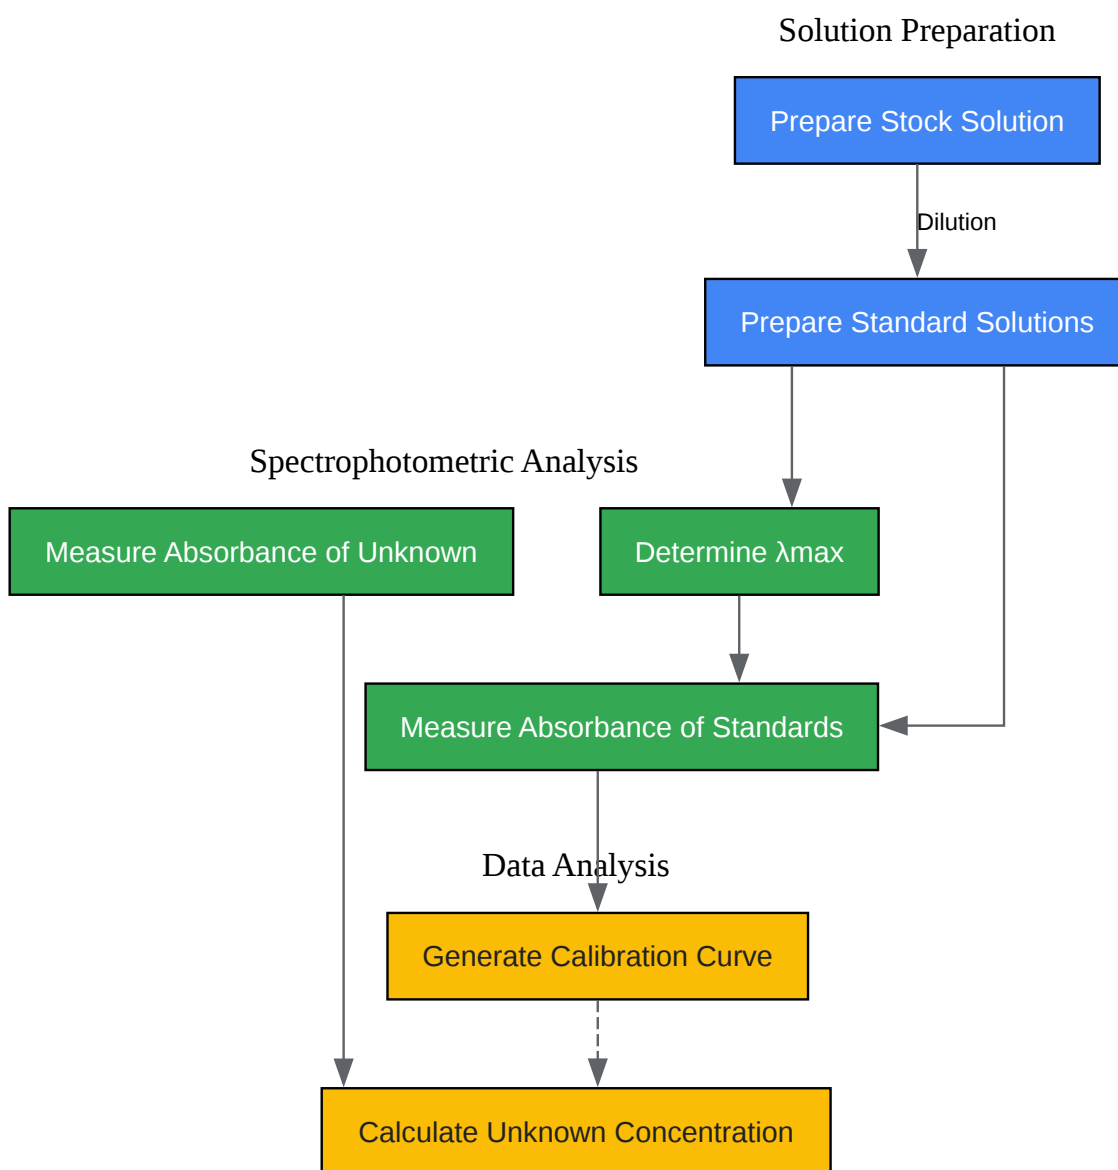 Solution Preparation
Prepare Stock Solution
Dilution
Prepare Standard Solutions
Spectrophotometric Analysis
Measure Absorbance of Unknown
Determine λmax
Measure Absorbance of Standards
Data Analysis
Generate Calibration Curve
Calculate Unknown Concentration